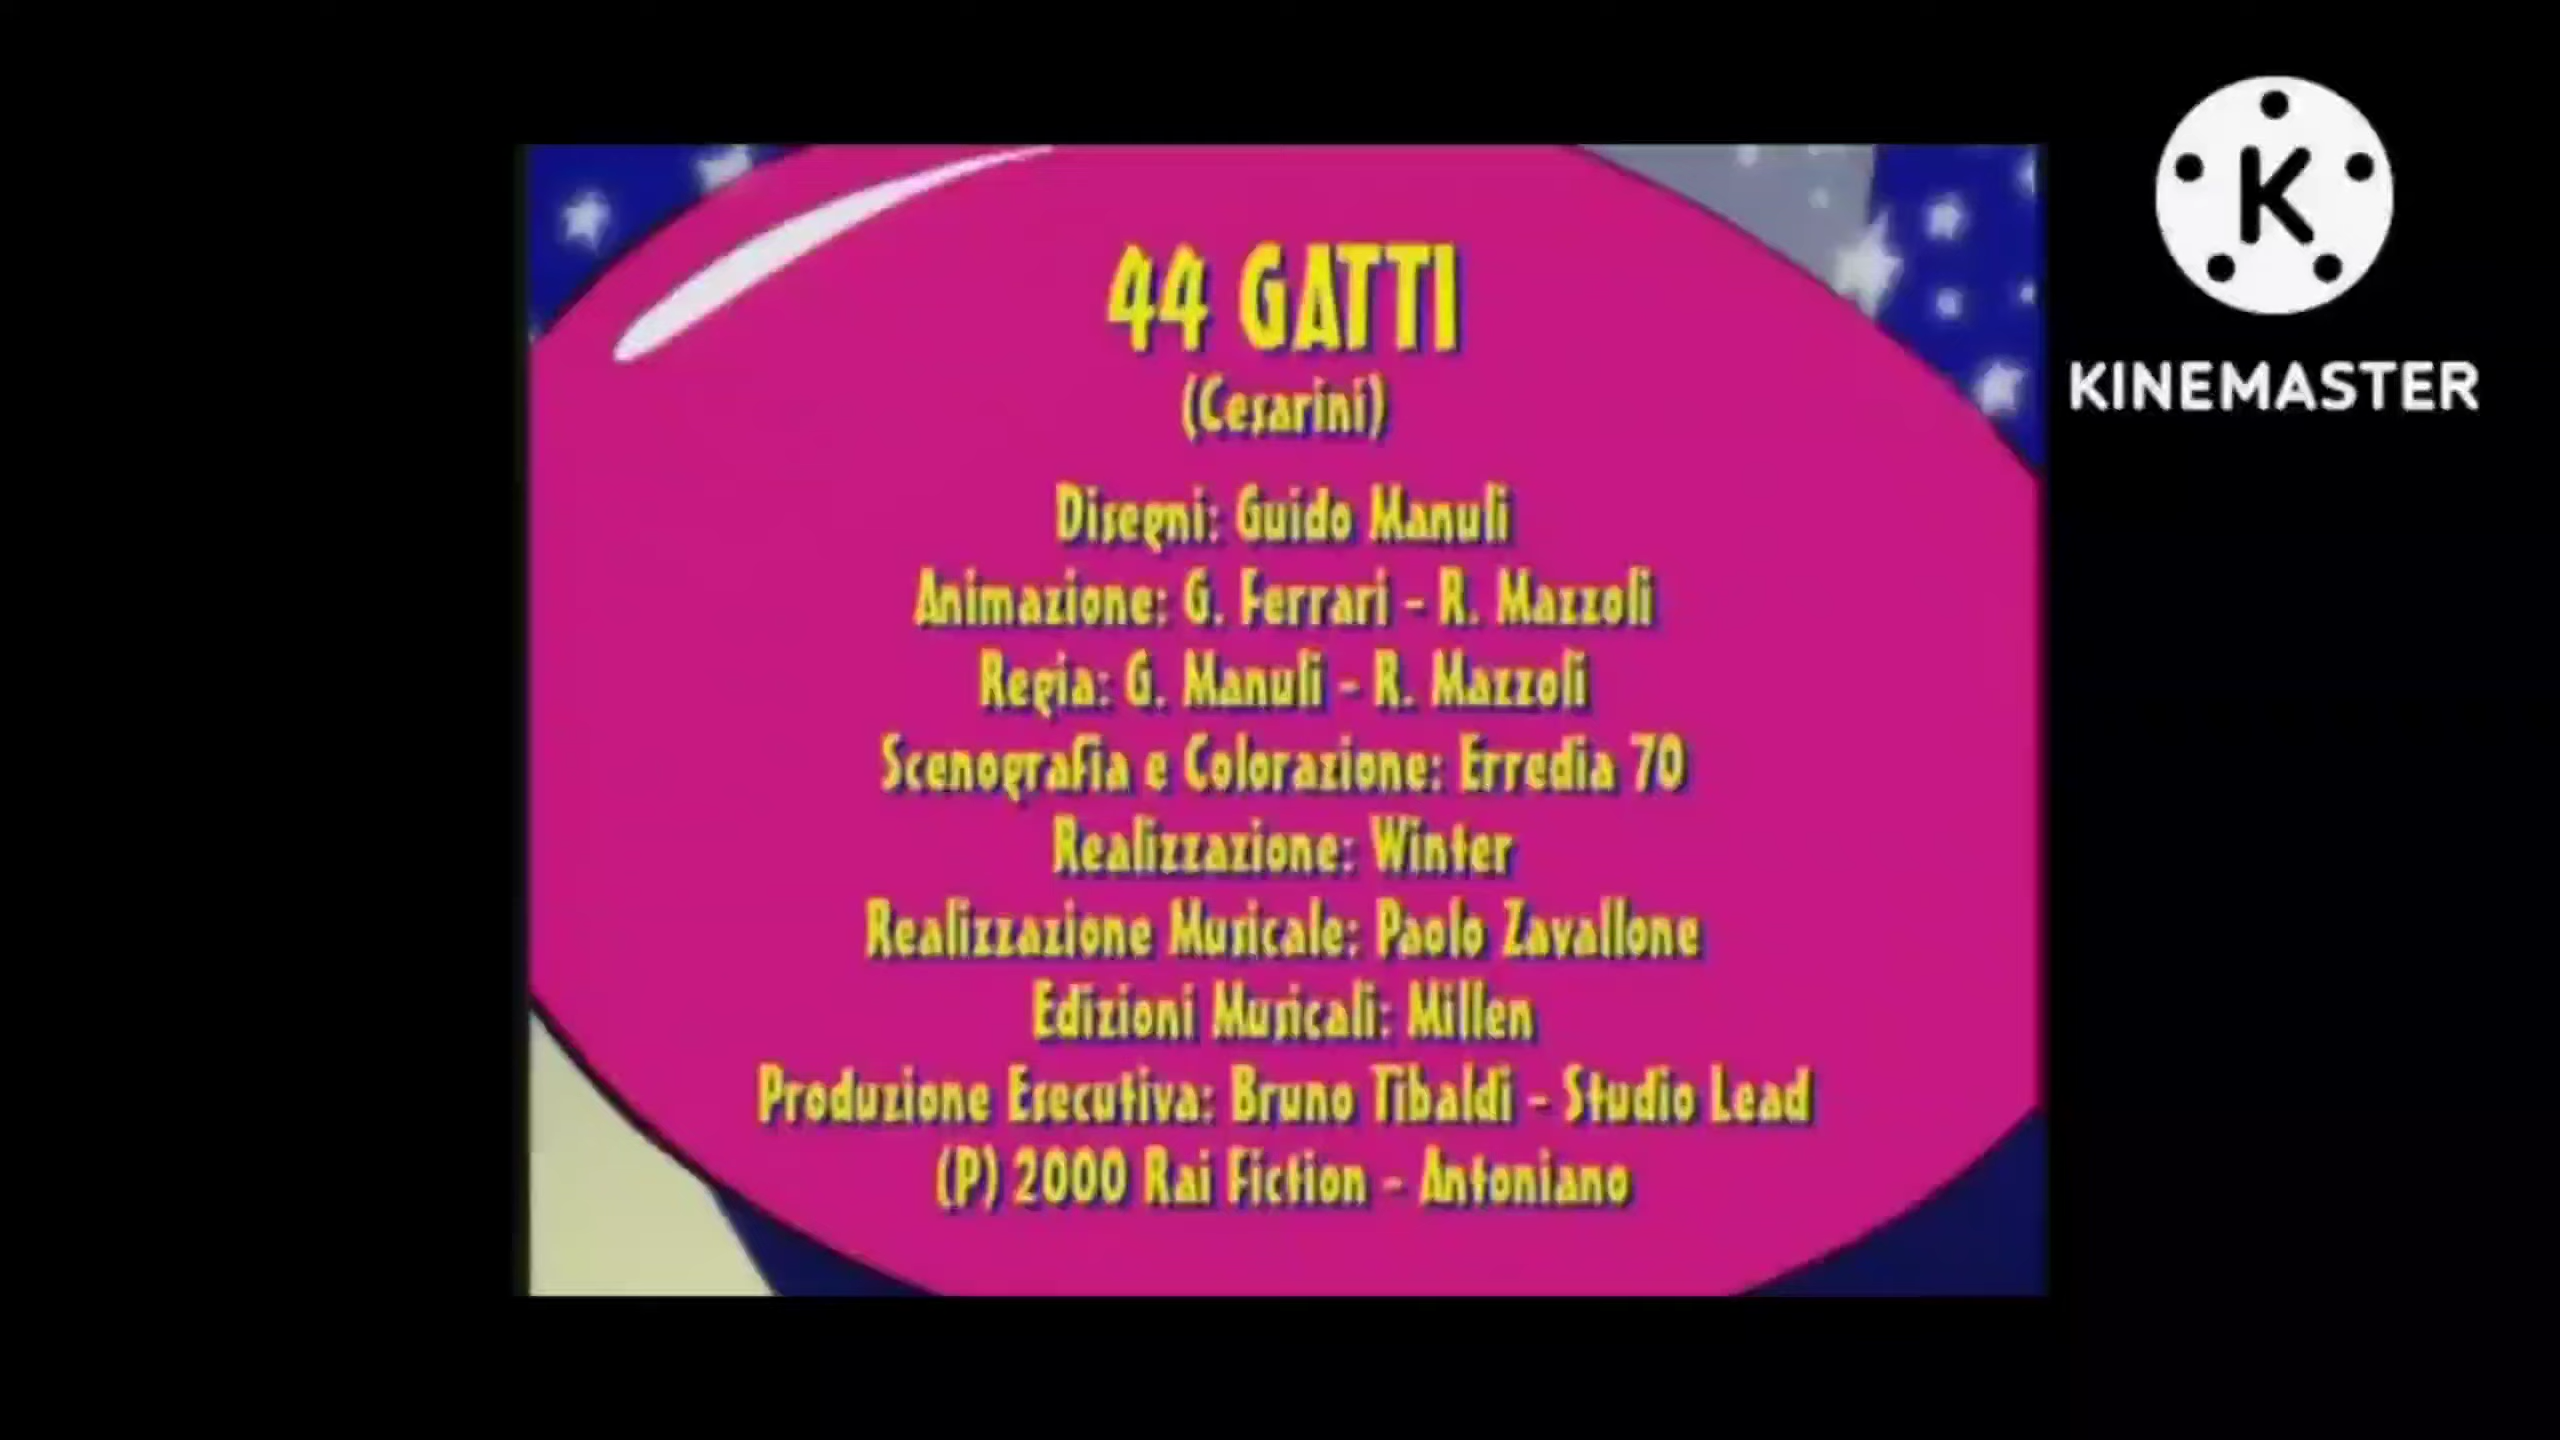 44 GATTI
(Cesarini)
Disegni: Guido Manuli
Animazione: G. Ferrari - R. Mazzoli
Regia: G. Manuli - R. Mazzoli
Scenografia e Colorazione: Erredia 70
Realizzazione: Winter
Realizzazione Musicale: Paolo Zavallone
Edizioni Musicali: Millen
Produzione Esecutiva: Bruno Tibaldi - Studio Lead
(P) 2000 Rai Fiction - Antoniano
K
KINEMASTER